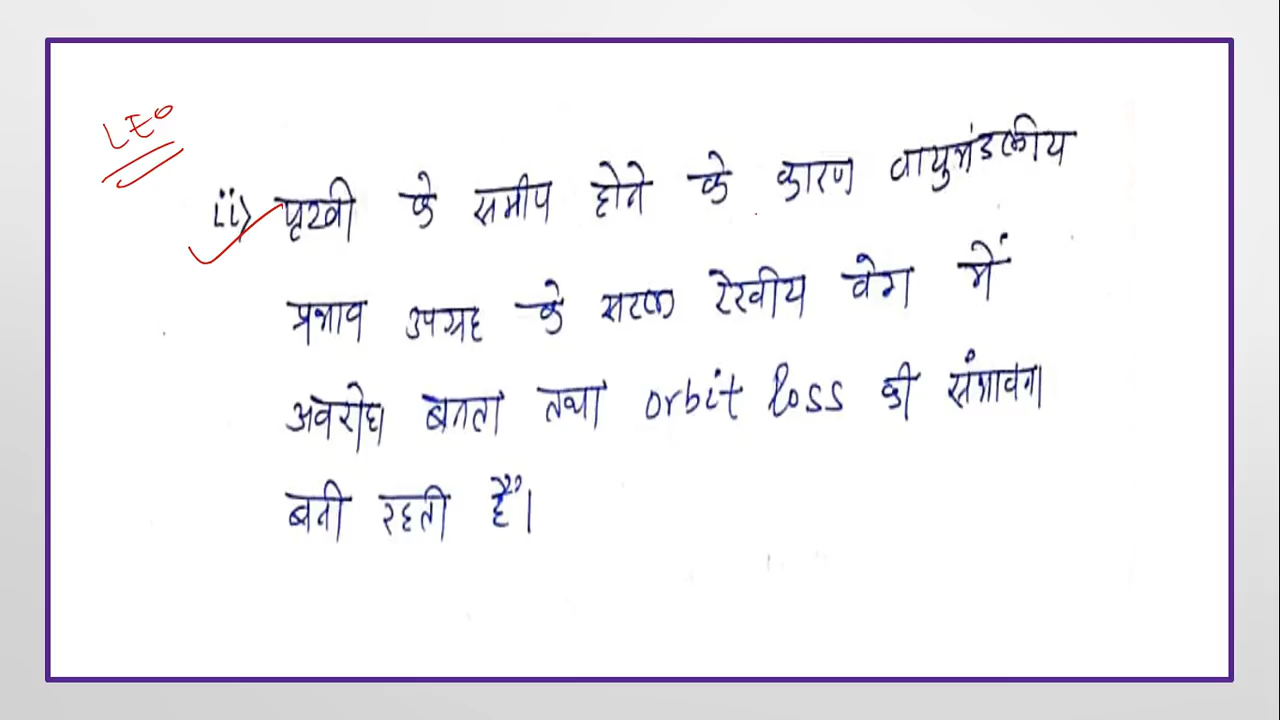 LEO
ii) पृथ्वी के समीप होने के कारण वायुमंडलीय
प्रभाव उपग्रह के सरल रेखीय वेग में
अवरोध बनता तथा orbit loss की संभावना
बनी रहती हैं।